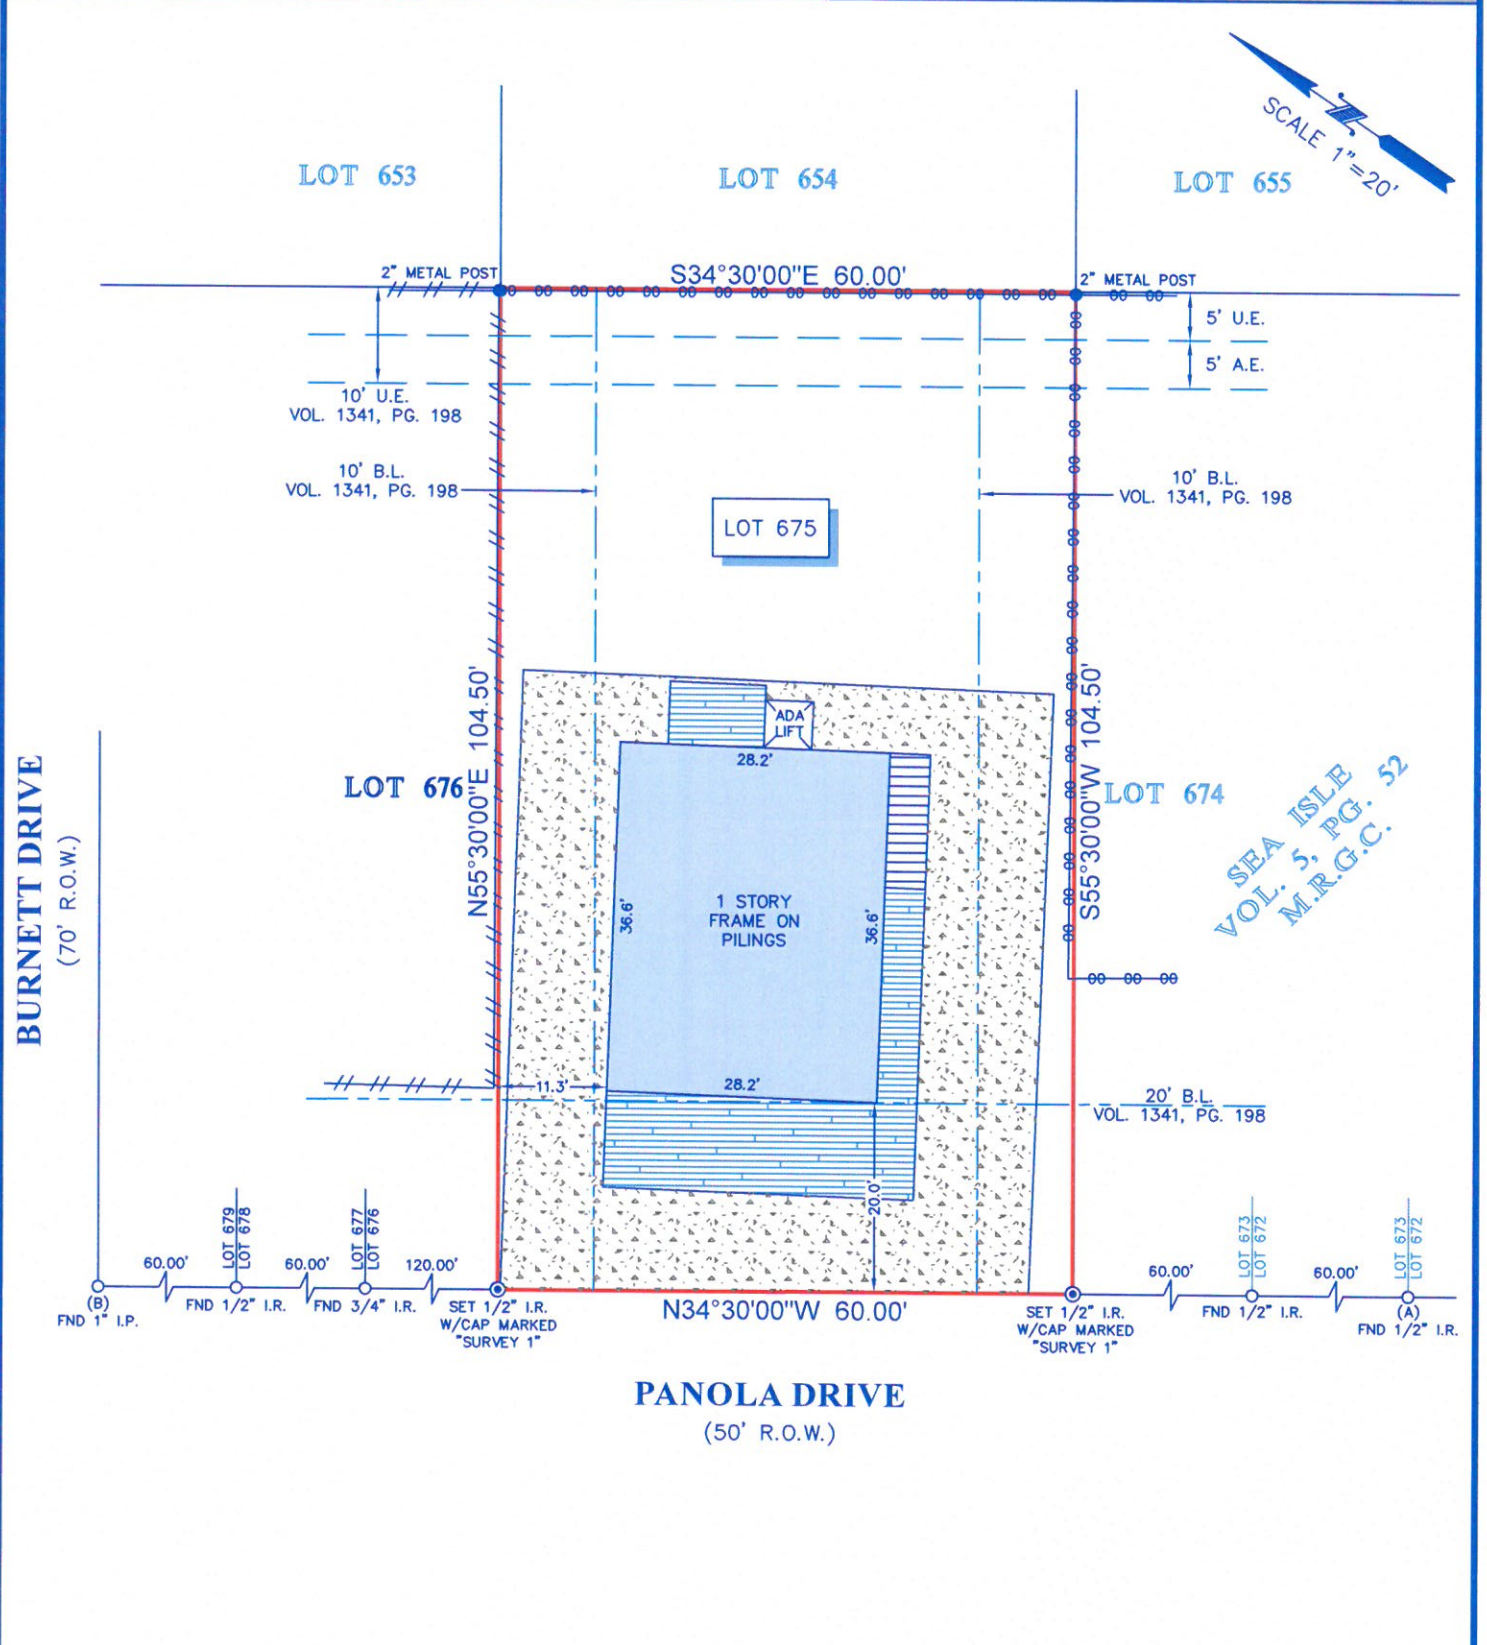 SCALE 1"=20'
LOT 653
LOT 654
LOT 655
2" METAL POST
S34°30'00"E 60.00'
2" METAL POST
5' U.E.
5' A.E.
10' U.E.
VOL. 1341, PG. 198
10' B.L.
VOL. 1341, PG. 198
10' B.L.
VOL. 1341, PG. 198
LOT 675
N55°30'00"E 104.50'
S55°30'00"W 104.50'
ADA
LIFT
28.2'
LOT 676
LOT 674
SEA ISLE
VOL. 5, PG. 52
M.R.G.C.
BURNETT DRIVE
(70' R.O.W.)
36.6'
1 STORY
FRAME ON
PILINGS
36.6'
11.3'
28.2'
20' B.L.
VOL. 1341, PG. 198
20.0'
60.00'
LOT 679
LOT 678
60.00'
LOT 677
LOT 676
120.00'
60.00'
LOT 673
LOT 672
60.00'
LOT 673
LOT 672
(B)
FND 1" I.P.
FND 1/2" I.R.
FND 3/4" I.R.
SET 1/2" I.R.
W/CAP MARKED
"SURVEY 1"
N34°30'00"W 60.00'
SET 1/2" I.R.
W/CAP MARKED
"SURVEY 1"
FND 1/2" I.R.
(A)
FND 1/2" I.R.
PANOLA DRIVE
(50' R.O.W.)